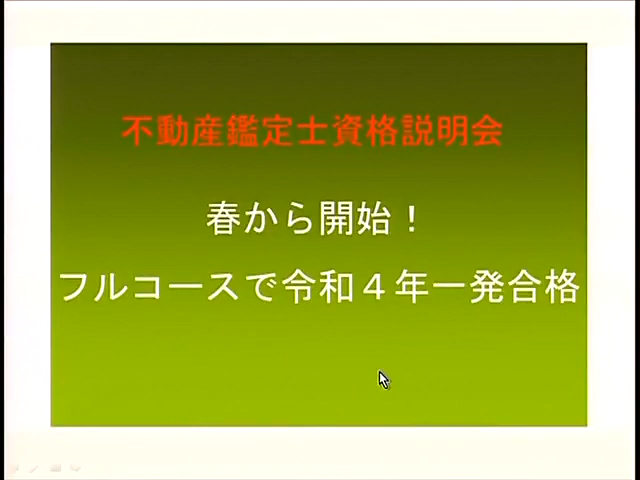 不動産鑑定士資格説明会
春から開始！
フルコースで令和４年一発合格